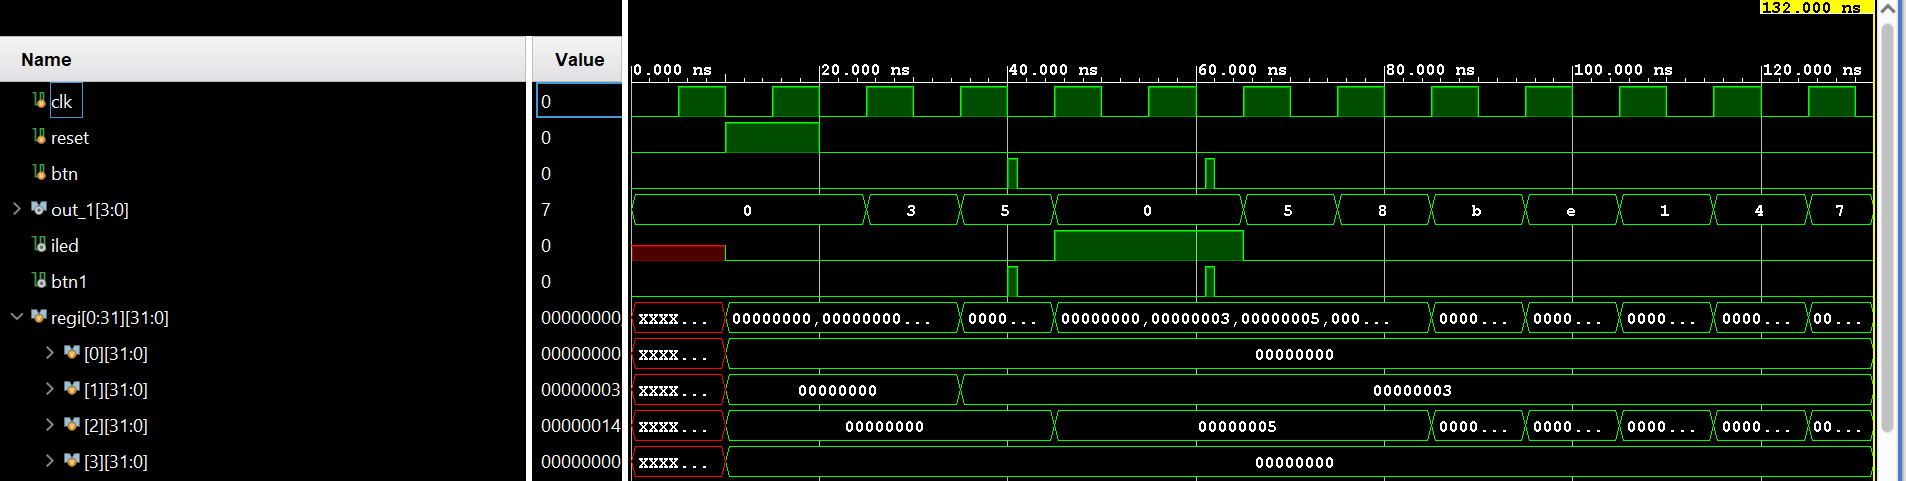 132.000 ns
Name Value
0.000 ns 20.000 ns 40.000 ns 60.000 ns 80.000 ns 100.000 ns 120.000 ns
clk 0
reset 0
btn 0
out_1[3:0] 7 0 3 5 0 5 8 b e 1 4 7
iled 0
btn1 0
regi[0:31][31:0] 00000000, XXXX... 00000000,00000000... 0000... 00000000,00000003,00000005,000... 0000... 0000... 0000... 0000... 00...
[0][31:0] 00000000 XXXX... 00000000
[1][31:0] 00000003 XXXX... 00000000 00000003
[2][31:0] 00000014 XXXX... 00000000 00000005 0000... 0000... 0000... 0000... 00...
[3][31:0] 00000000 XXXX... 00000000